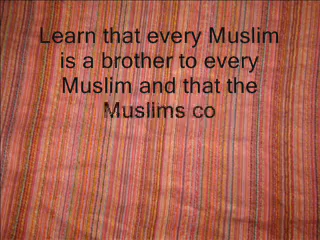 Learn that every Muslim
is a brother to every
Muslim and that the
Muslims co